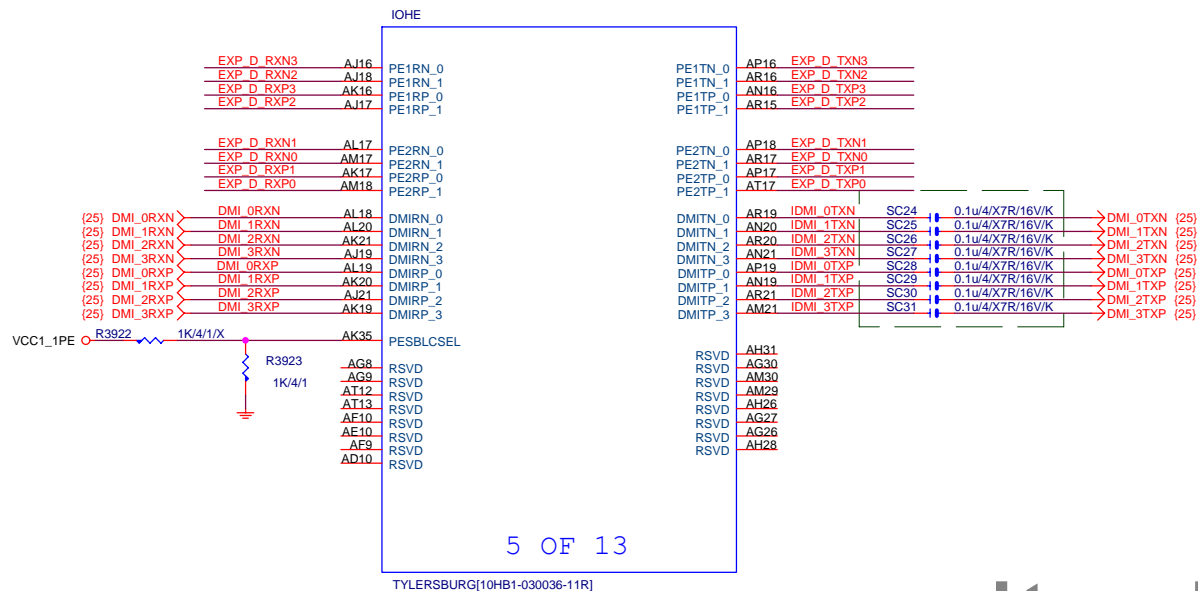 IOHE
EXP_D_RXN3 AJ16 PE1RN_0 PE1TN_0 AP16 EXP_D_TXN3
EXP_D_RXN2 AJ18 PE1RN_1 PE1TN_1 AR16 EXP_D_TXN2
EXP_D_RXP3 AK16 PE1RP_0 PE1TP_0 AN16 EXP_D_TXP3
EXP_D_RXP2 AJ17 PE1RP_1 PE1TP_1 AR15 EXP_D_TXP2
EXP_D_RXN1 AL17 PE2RN_0 PE2TN_0 AP18 EXP_D_TXN1
EXP_D_RXN0 AM17 PE2RN_1 PE2TN_1 AR17 EXP_D_TXN0
EXP_D_RXP1 AK17 PE2RP_0 PE2TP_0 AP17 EXP_D_TXP1
EXP_D_RXP0 AM18 PE2RP_1 PE2TP_1 AT17 EXP_D_TXP0
{25} DMI_0RXN DMI_0RXN AL18 DMIRN_0 DMITN_0 AR19 IDMI_0TXN SC24 0.1u/4/X7R/16V/K DMI_0TXN {25}
{25} DMI_1RXN DMI_1RXN AL20 DMIRN_1 DMITN_1 AN20 IDMI_1TXN SC25 0.1u/4/X7R/16V/K DMI_1TXN {25}
{25} DMI_2RXN DMI_2RXN AK21 DMIRN_2 DMITN_2 AR20 IDMI_2TXN SC26 0.1u/4/X7R/16V/K DMI_2TXN {25}
{25} DMI_3RXN DMI_3RXN AJ19 DMIRN_3 DMITN_3 AN21 IDMI_3TXN SC27 0.1u/4/X7R/16V/K DMI_3TXN {25}
{25} DMI_0RXP DMI_0RXP AL19 DMIRP_0 DMITP_0 AP19 IDMI_0TXP SC28 0.1u/4/X7R/16V/K DMI_0TXP {25}
{25} DMI_1RXP DMI_1RXP AK20 DMIRP_1 DMITP_1 AN19 IDMI_1TXP SC29 0.1u/4/X7R/16V/K DMI_1TXP {25}
{25} DMI_2RXP DMI_2RXP AJ21 DMIRP_2 DMITP_2 AR21 IDMI_2TXP SC30 0.1u/4/X7R/16V/K DMI_2TXP {25}
{25} DMI_3RXP DMI_3RXP AK19 DMIRP_3 DMITP_3 AM21 IDMI_3TXP SC31 0.1u/4/X7R/16V/K DMI_3TXP {25}
VCC1_1PE R3922 1K/4/1/X AK35 PESBLCSEL
R3923
1K/4/1
RSVD AH31
AG8 RSVD RSVD AG30
AG9 RSVD RSVD AM30
AT12 RSVD RSVD AM29
AT13 RSVD RSVD AH26
AF10 RSVD RSVD AG27
AE10 RSVD RSVD AG26
AF9 RSVD RSVD AH28
AD10 RSVD
5 OF 13
TYLERSBURG[10HB1-030036-11R]